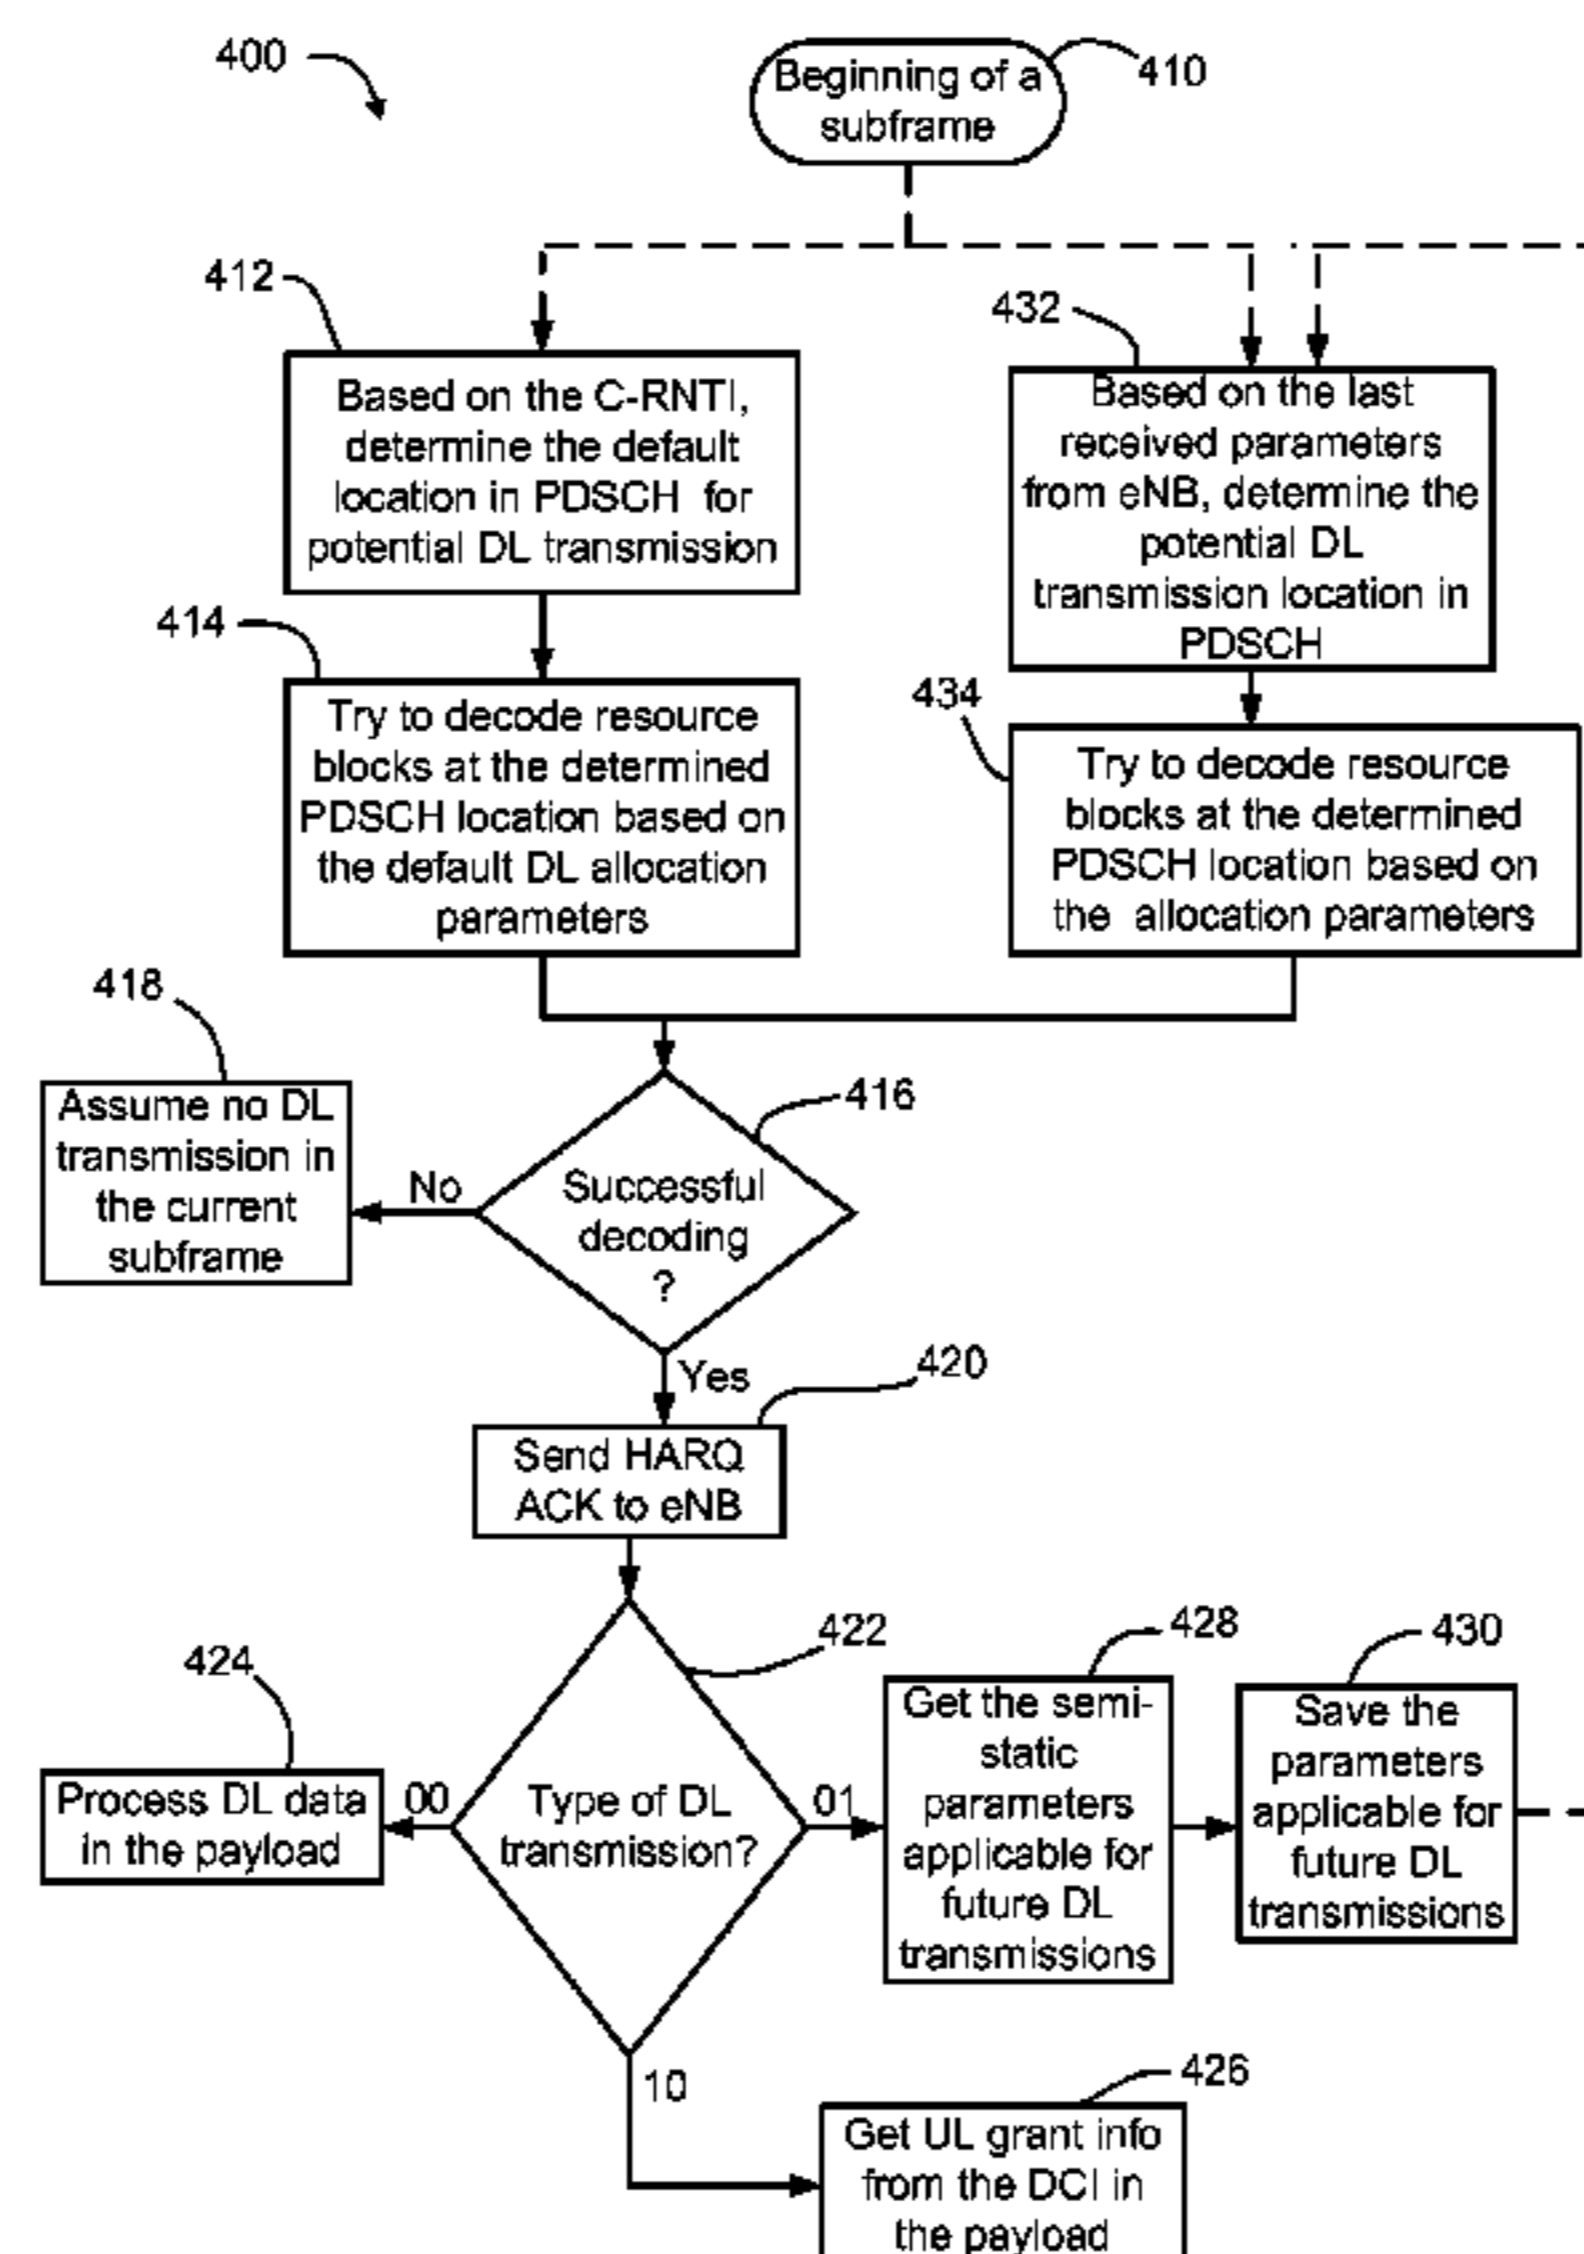 400
Beginning of a
subframe
410
412
Based on the C-RNTI,
determine the default
location in PDSCH for
potential DL transmission
432
Based on the last
received parameters
from eNB, determine the
potential DL
transmission location in
PDSCH
414
Try to decode resource
blocks at the determined
PDSCH location based on
the default DL allocation
parameters
434
Try to decode resource
blocks at the determined
PDSCH location based on
the allocation parameters
416
Successful
decoding
?
No
418
Assume no DL
transmission in
the current
subframe
Yes
420
Send HARQ
ACK to eNB
422
Type of DL
transmission?
00
424
Process DL data
in the payload
01
428
Get the semi-
static
parameters
applicable for
future DL
transmissions
430
Save the
parameters
applicable for
future DL
transmissions
10
426
Get UL grant info
from the DCI in
the payload